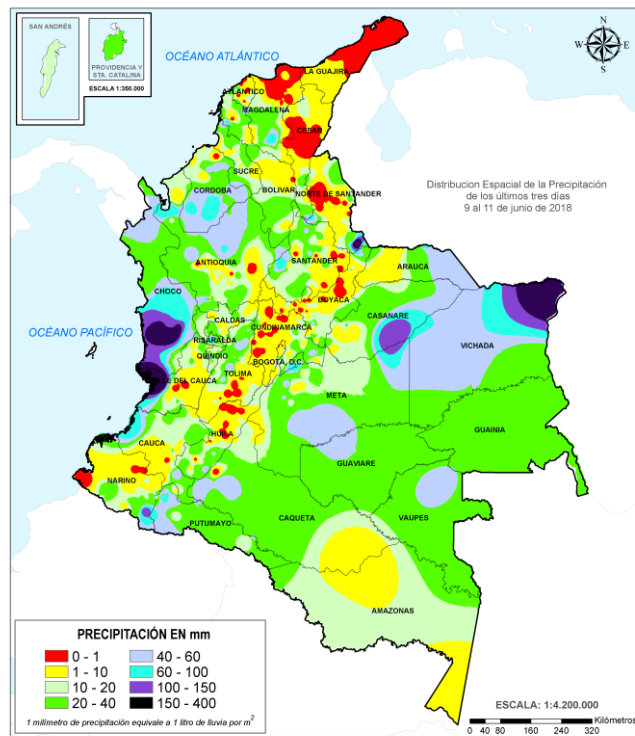 SAN ANDRÉS
PROVIDENCIA Y
STA. CATALINA
ESCALA 1:350.000
OCÉANO ATLÁNTICO
N
W
E
S
LA GUAJIRA
ATLANTICO
MAGDALENA
CESAR
SUCRE
CORDOBA
BOLIVAR
NORTE DE SANTANDER
Distribucion Espacial de la Precipitación
de los últimos tres días
9 al 11 de junio de 2018
ANTIOQUIA
SANTANDER
ARAUCA
CHOCO
BOYACA
OCÉANO PACÍFICO
CALDAS
CUNDINAMARCA
CASANARE
RISARALDA
VICHADA
QUINDIO
BOGOTA, D.C.
TOLIMA
VALLE DEL CAUCA
META
GUAINIA
CAUCA
HUILA
GUAVIARE
NARINO
PUTUMAYO
CAQUETA
VAUPES
AMAZONAS
PRECIPITACIÓN EN mm
0 - 1
40 - 60
1 - 10
60 - 100
10 - 20
100 - 150
20 - 40
150 - 400
1 milimetro de precipitación equivale a 1 litro de lluvia por m2
ESCALA: 1:4.200.000
Kilómetros
0 40 80 160 240 320